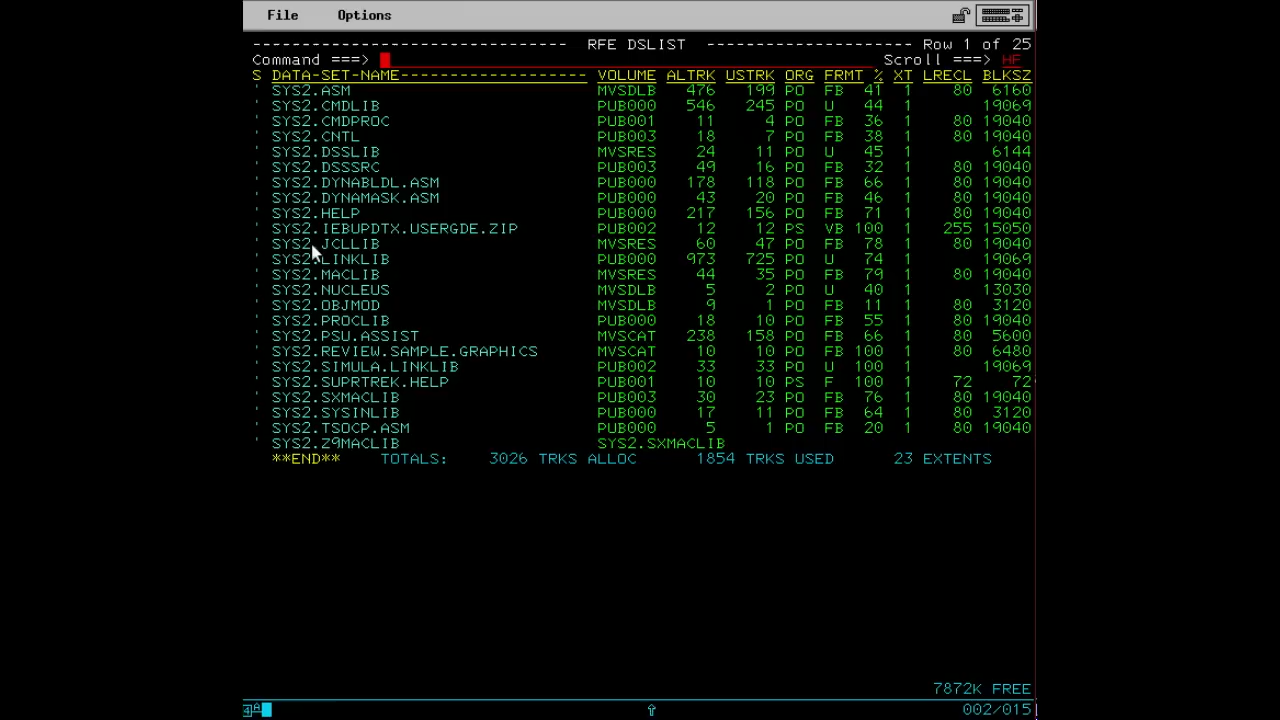 File Options
-------------------------------- RFE DSLIST --------------------- Row 1 of 25
Command ===> Scroll ===> HF
S DATA-SET-NAME------------------- VOLUME ALTRK USTRK ORG FRMT % XT LRECL BLKSZ
' SYS2.ASM MVSDLB 476 199 PO FB 41 1 80 6160
' SYS2.CMDLIB PUB000 546 245 PO U 44 1 19069
' SYS2.CMDPROC PUB001 11 4 PO FB 36 1 80 19040
' SYS2.CNTL PUB003 18 7 PO FB 38 1 80 19040
' SYS2.DSSLIB MVSRES 24 11 PO U 45 1 6144
' SYS2.DSSSRC PUB003 49 16 PO FB 32 1 80 19040
' SYS2.DYNABLDL.ASM PUB000 178 118 PO FB 66 1 80 19040
' SYS2.DYNAMASK.ASM PUB000 43 20 PO FB 46 1 80 19040
' SYS2.HELP PUB000 217 156 PO FB 71 1 80 19040
' SYS2.IEBUPDTX.USERGDE.ZIP PUB002 12 12 PS VB 100 1 255 15050
' SYS2.JCLLIB MVSRES 60 47 PO FB 78 1 80 19040
' SYS2.LINKLIB PUB000 973 725 PO U 74 1 19069
' SYS2.MACLIB MVSRES 44 35 PO FB 79 1 80 19040
' SYS2.NUCLEUS MVSDLB 5 2 PO U 40 1 13030
' SYS2.OBJMOD MVSDLB 9 1 PO FB 11 1 80 3120
' SYS2.PROCLIB PUB000 18 10 PO FB 55 1 80 19040
' SYS2.PSU.ASSIST MVSCAT 238 158 PO FB 66 1 80 5600
' SYS2.REVIEW.SAMPLE.GRAPHICS MVSCAT 10 10 PO FB 100 1 80 6480
' SYS2.SIMULA.LINKLIB PUB002 33 33 PO U 100 1 19069
' SYS2.SUPRTREK.HELP PUB001 10 10 PS F 100 1 72 72
' SYS2.SXMACLIB PUB003 30 23 PO FB 76 1 80 19040
' SYS2.SYSINLIB PUB000 17 11 PO FB 64 1 80 3120
' SYS2.TSOCP.ASM PUB000 5 1 PO FB 20 1 80 19040
' SYS2.Z9MACLIB SYS2.SXMACLIB
**END** TOTALS: 3026 TRKS ALLOC 1854 TRKS USED 23 EXTENTS
7872K FREE
4A 002/015